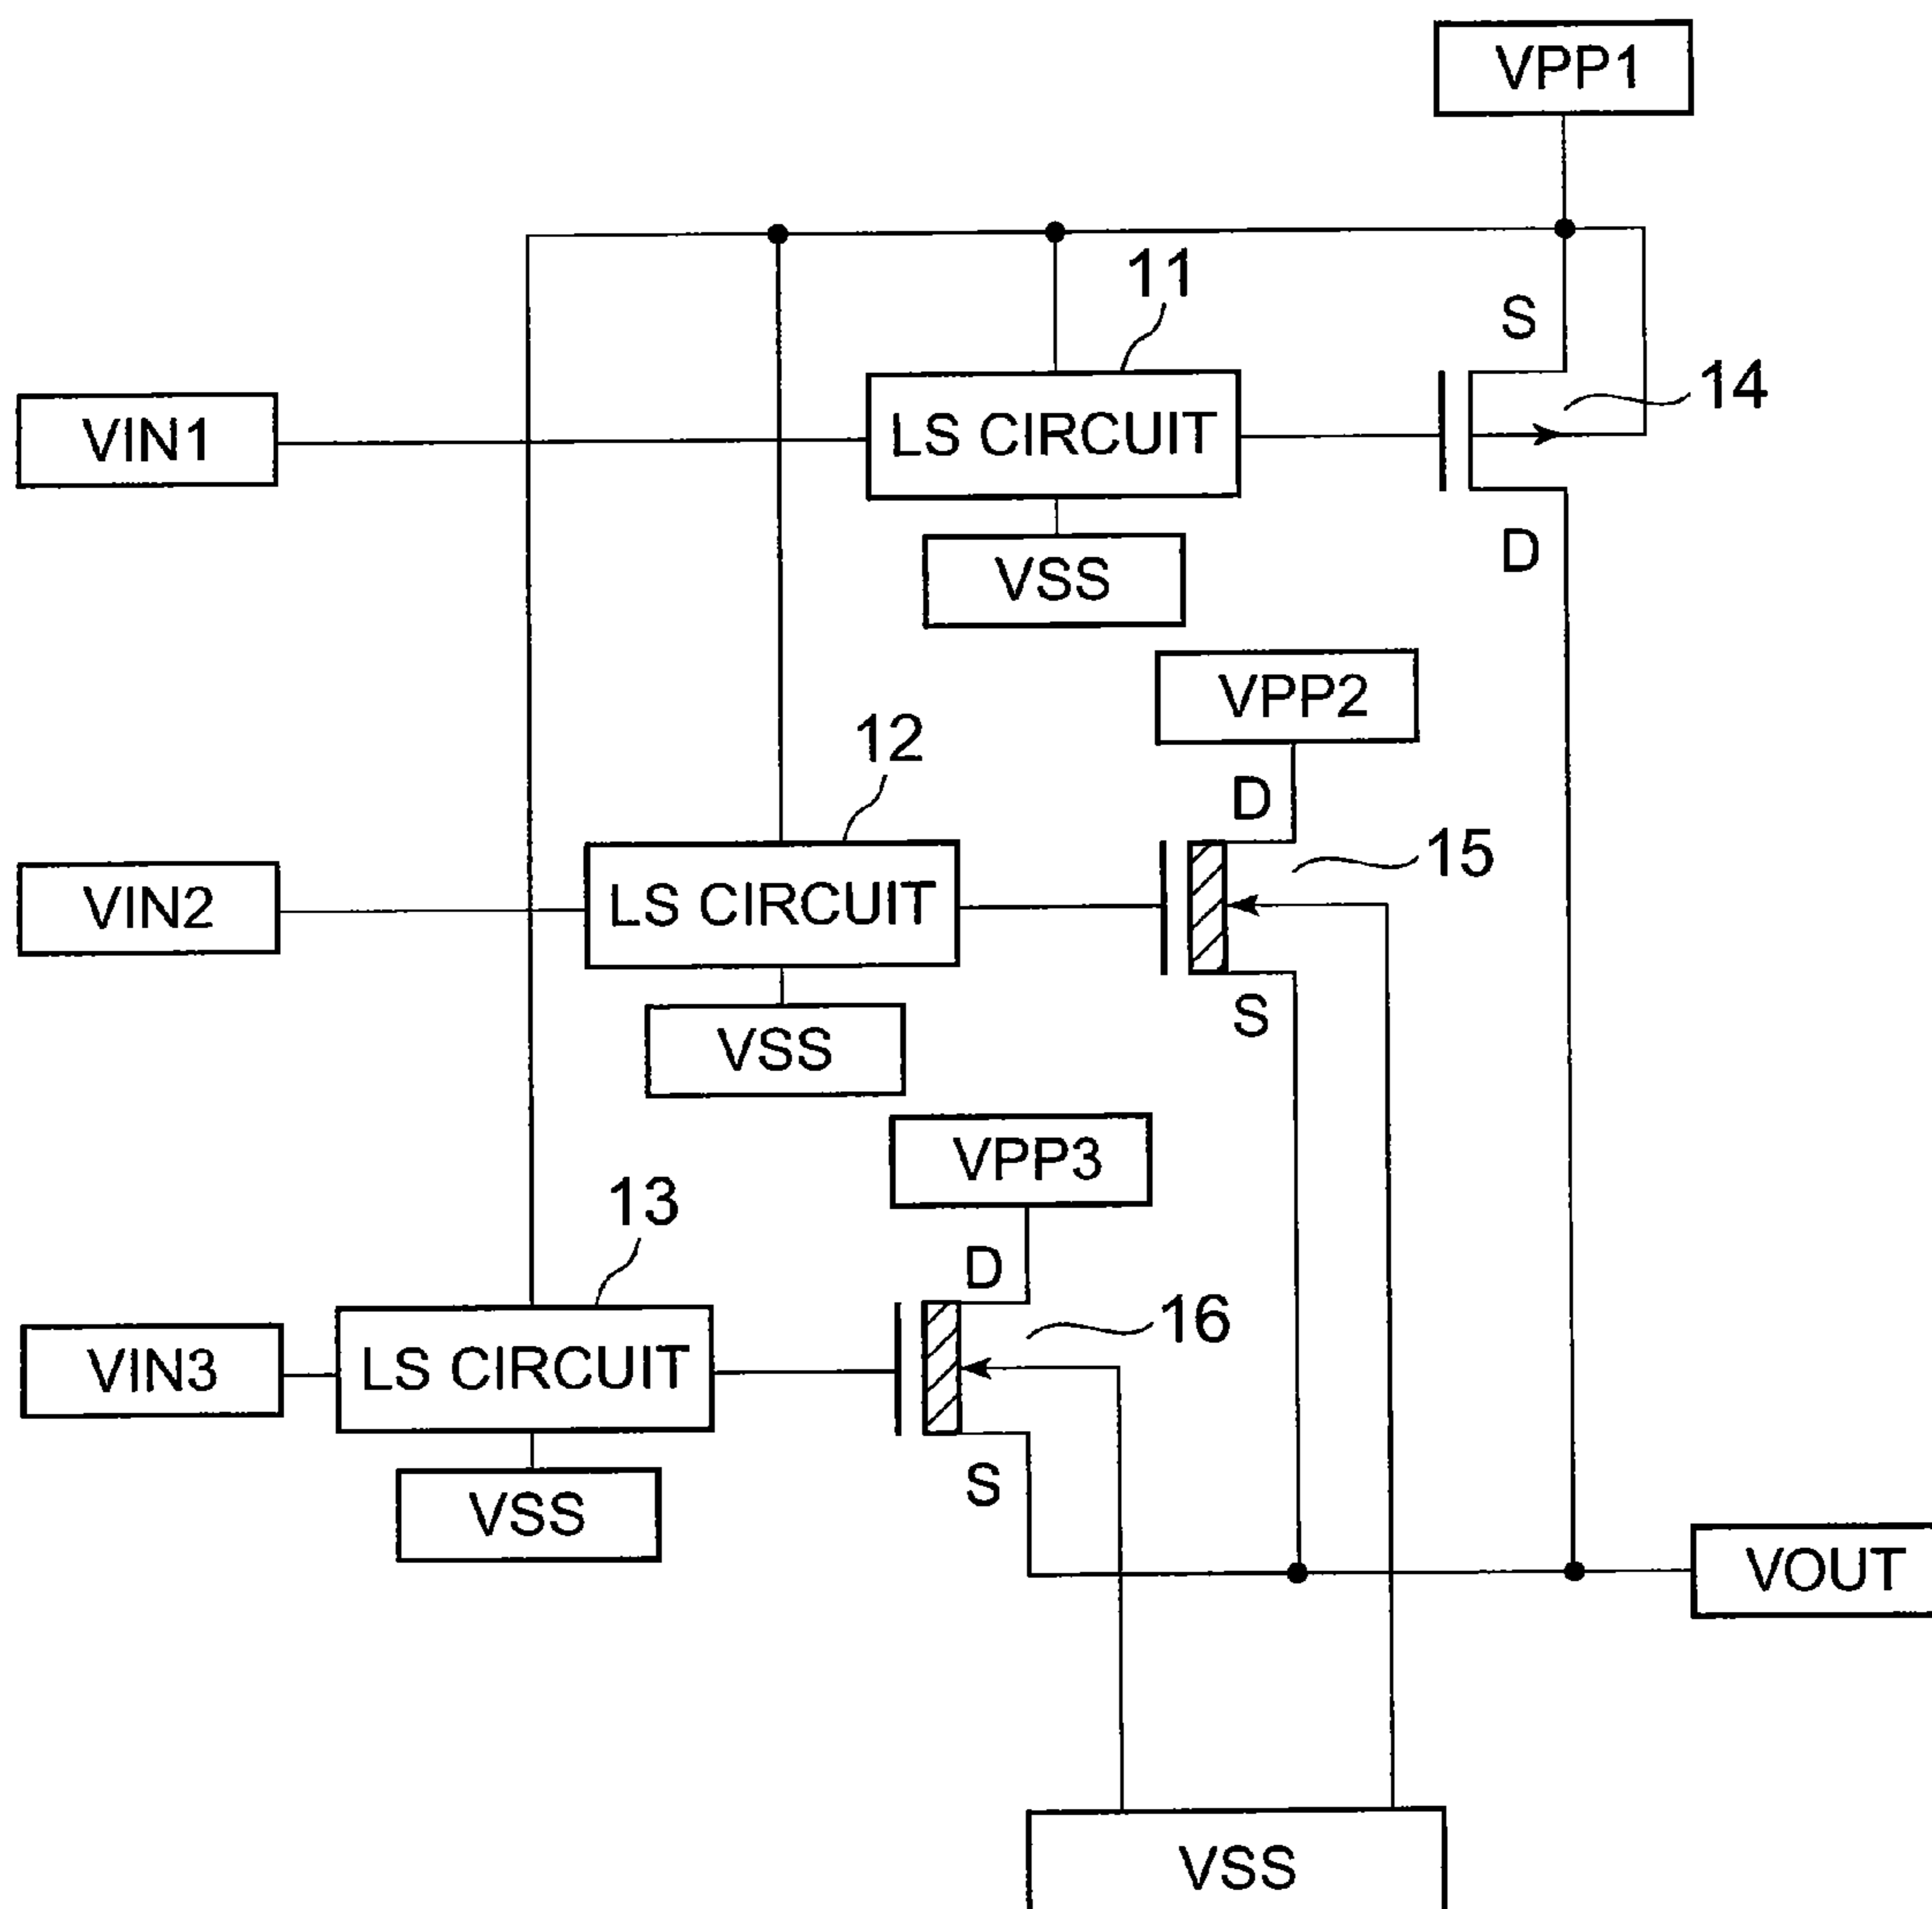 VPP1
11
S
14
VIN1
LS CIRCUIT
D
VSS
VPP2
12
D
15
VIN2
LS CIRCUIT
S
VSS
VPP3
13
D
16
VIN3
LS CIRCUIT
S
VSS
VOUT
VSS